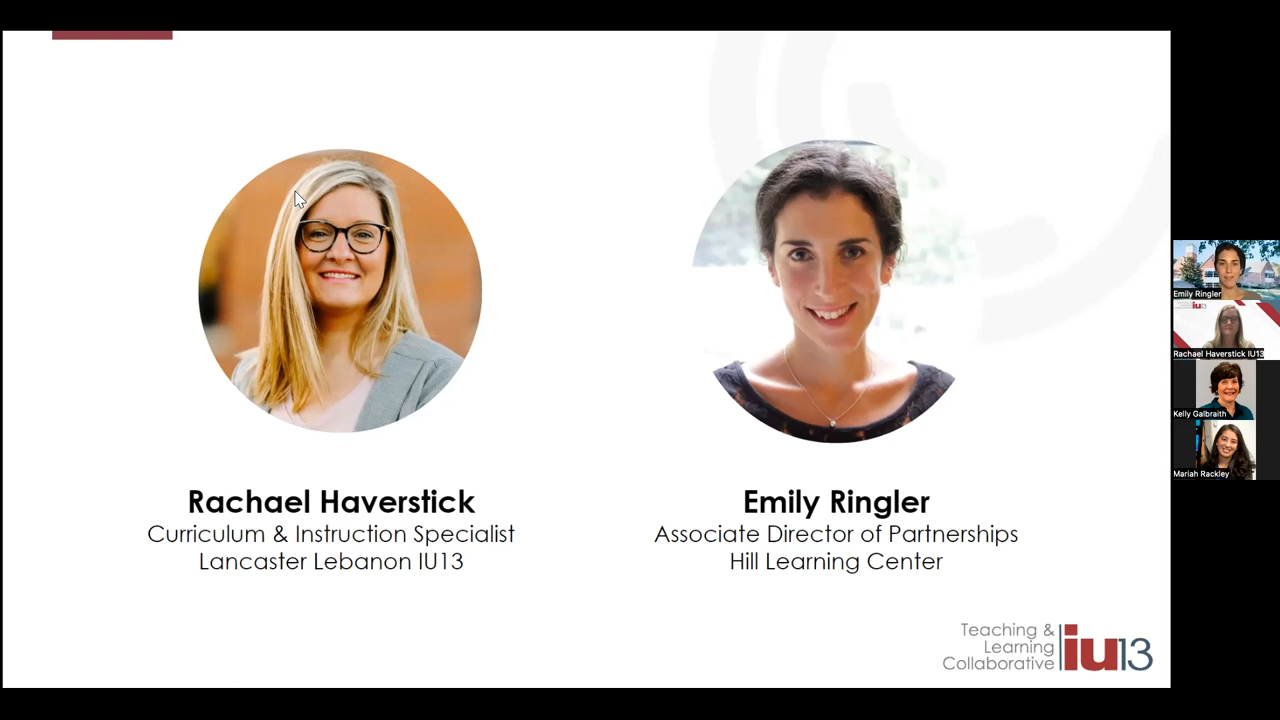 Rachael Haverstick
Curriculum & Instruction Specialist
Lancaster Lebanon IU13
Emily Ringler
Associate Director of Partnerships
Hill Learning Center
Teaching &
Learning
Collaborative
iu13
Emily Ringler
iu13
Rachael Haverstick IU13
Kelly Galbraith
Mariah Rackley